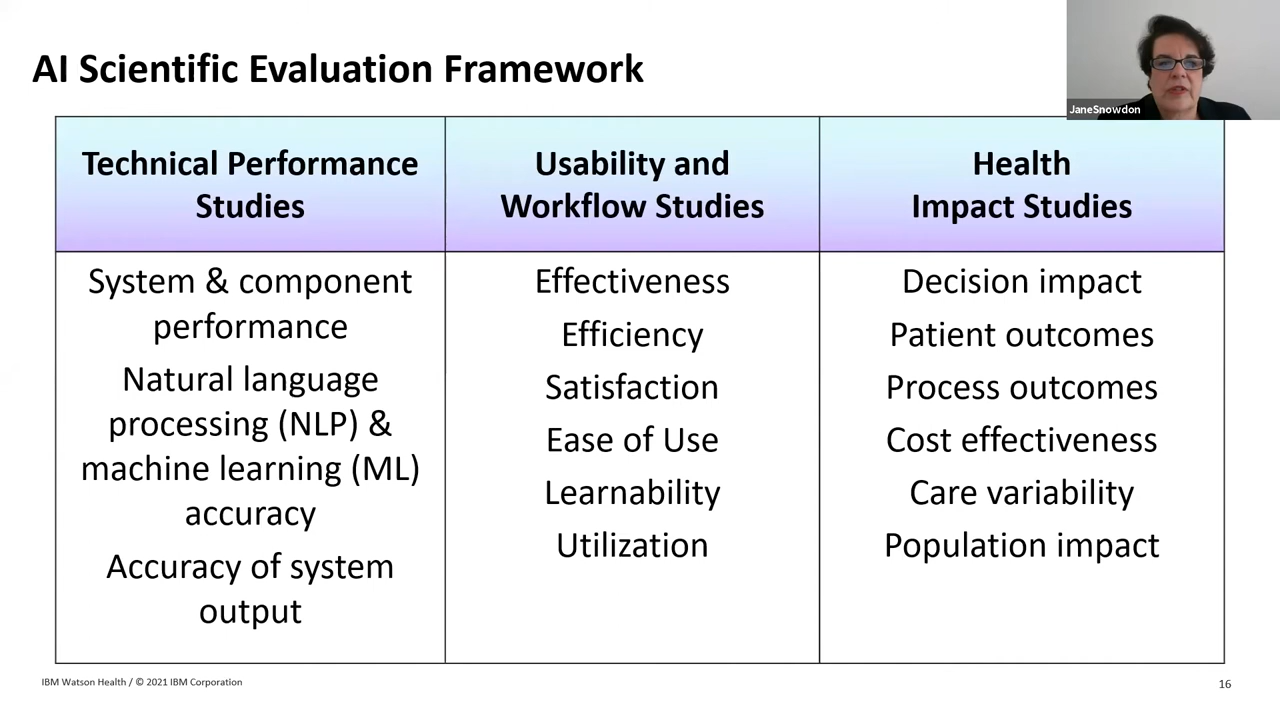 AI Scientific Evaluation Framework
JaneSnowdon
Technical Performance
Studies
Usability and
Workflow Studies
Health
Impact Studies
System & component
performance
Natural language
processing (NLP) &
machine learning (ML)
accuracy
Accuracy of system
output
Effectiveness
Efficiency
Satisfaction
Ease of Use
Learnability
Utilization
Decision impact
Patient outcomes
Process outcomes
Cost effectiveness
Care variability
Population impact
IBM Watson Health / © 2021 IBM Corporation
16